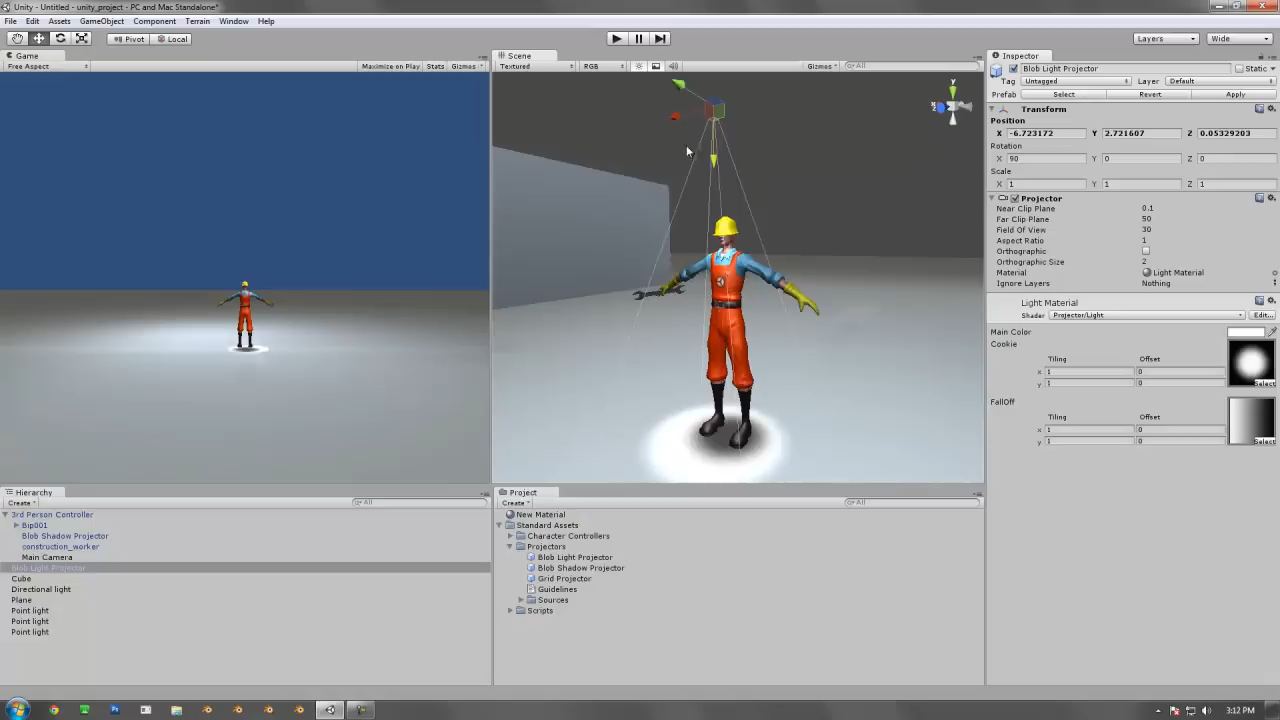 Unity - Untitled - unity_project - PC and Mac Standalone*
File Edit Assets GameObject Component Terrain Window Help
Pivot Local Layers Wide
Game
Free Aspect Maximize on Play Stats Gizmos
Scene
Textured RGB Gizmos All
y
Inspector
Blob Light Projector Static
Tag Untagged Layer Default
Prefab Select Revert Apply
Transform
Position
X -6.723172 Y 2.721607 Z 0.05329203
Rotation
X 90 Y 0 Z 0
Scale
X 1 Y 1 Z 1
Projector
Near Clip Plane 0.1
Far Clip Plane 50
Field Of View 30
Aspect Ratio 1
Orthographic
Orthographic Size 2
Material Light Material
Ignore Layers Nothing
Light Material
Shader Projector/Light Edit...
Main Color
Cookie
Tiling Offset
x 1 0
y 1 0
Select
FallOff
Tiling Offset
x 1 0
y 1 0
Select
Hierarchy
Create All
3rd Person Controller
Bip001
Blob Shadow Projector
construction_worker
Main Camera
Blob Light Projector
Cube
Directional light
Plane
Point light
Point light
Point light
Project
Create All
New Material
Standard Assets
Character Controllers
Projectors
Blob Light Projector
Blob Shadow Projector
Grid Projector
Guidelines
Sources
Scripts
3:12 PM